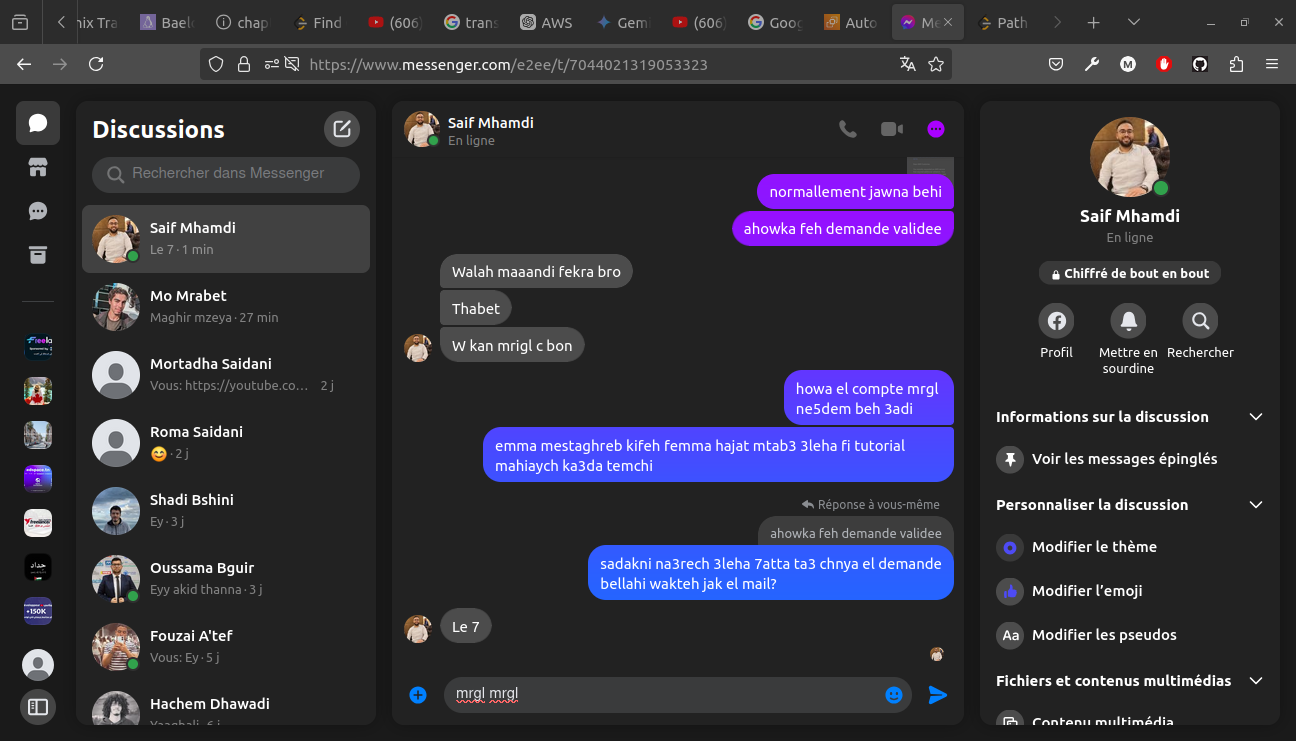 nix Tra
Bael
chap
Find
(606)
trans
AWS
Gem
(606)
Goog
Auto
Me
Path
https://www.messenger.com/e2ee/t/7044021319053323
Discussions
Rechercher dans Messenger
Saif Mhamdi
Le 7 · 1 min
Mo Mrabet
Maghir mzeya · 27 min
Mortadha Saidani
Vous: https://youtube.co… 2 j
Roma Saidani
😊 · 2 j
Shadi Bshini
Ey · 3 j
Oussama Bguir
Eyy akid thanna · 3 j
Fouzai A'tef
Vous: Ey · 5 j
Hachem Dhawadi
Saif Mhamdi
En ligne
normallement jawna behi
ahowka feh demande validee
Walah maaandi fekra bro
Thabet
W kan mrigl c bon
howa el compte mrgl
ne5dem beh 3adi
emma mestaghreb kifeh femma hajat mtab3 3leha fi tutorial
mahiaych ka3da temchi
Réponse à vous-même
ahowka feh demande validee
sadakni na3rech 3leha 7atta ta3 chnya el demande
bellahi wakteh jak el mail?
Le 7
mrgl mrgl
Saif Mhamdi
En ligne
Chiffré de bout en bout
Profil
Mettre en
sourdine
Rechercher
Informations sur la discussion
Voir les messages épinglés
Personnaliser la discussion
Modifier le thème
Modifier l'emoji
Aa Modifier les pseudos
Fichiers et contenus multimédias
Contenu multimédia